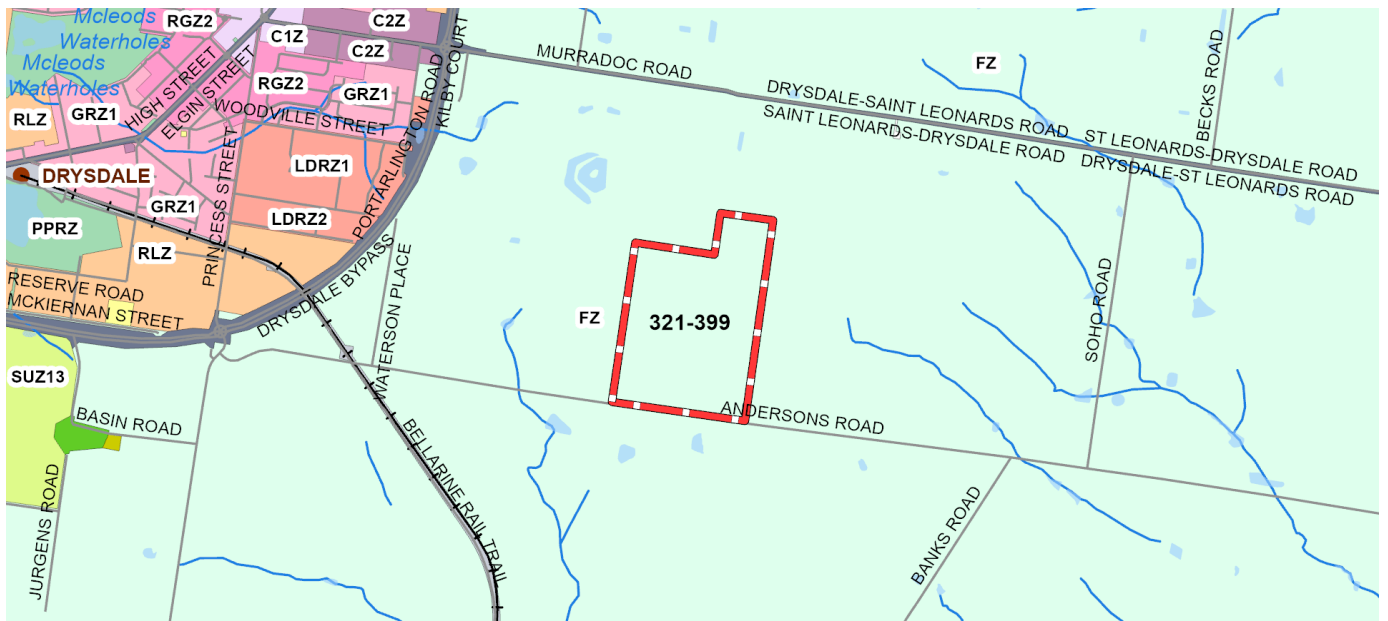 Mcleods
Waterholes
RGZ2
C2Z
C1Z
C2Z
KILBY COURT
MURRADOC ROAD
FZ
BECKS ROAD
Mcleods
Waterholes
HIGH STREET
ELGIN STREET
RGZ2
GRZ1
PORTARLINGTON ROAD
RLZ
GRZ1
WOODVILLE STREET
DRYSDALE-SAINT LEONARDS ROAD
SAINT LEONARDS-DRYSDALE ROAD
ST LEONARDS-DRYSDALE ROAD
DRYSDALE-ST LEONARDS ROAD
DRYSDALE
LDRZ1
PRINCESS STREET
GRZ1
LDRZ2
PPRZ
RLZ
RESERVE ROAD
MCKIERNAN STREET
DRYSDALE BYPASS
WATERSON PLACE
FZ
321-399
SOHO ROAD
SUZ13
BASIN ROAD
ANDERSONS ROAD
BELLARINE RAIL TRAIL
JURGENS ROAD
BANKS ROAD